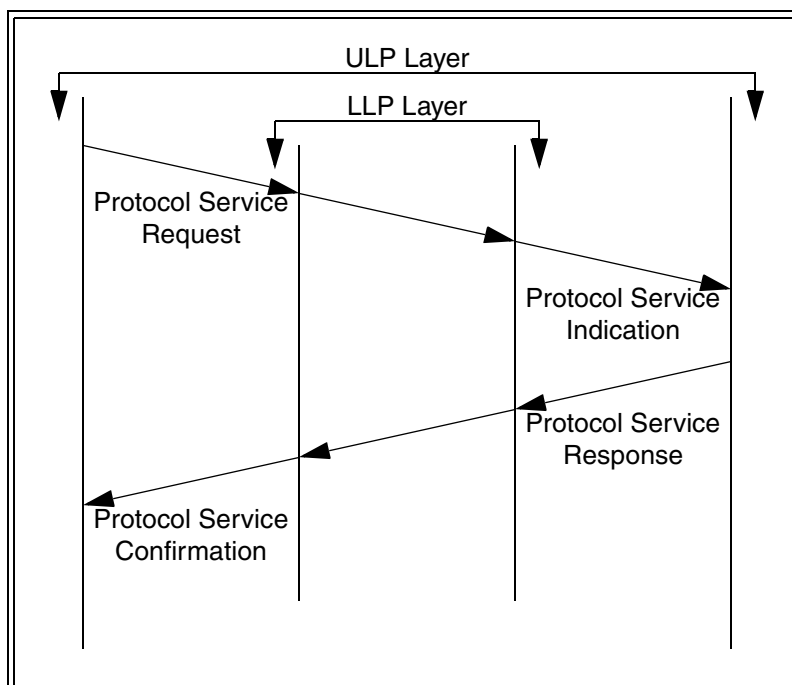 ULP Layer
LLP Layer
Protocol Service
Request
Protocol Service
Indication
Protocol Service
Response
Protocol Service
Confirmation